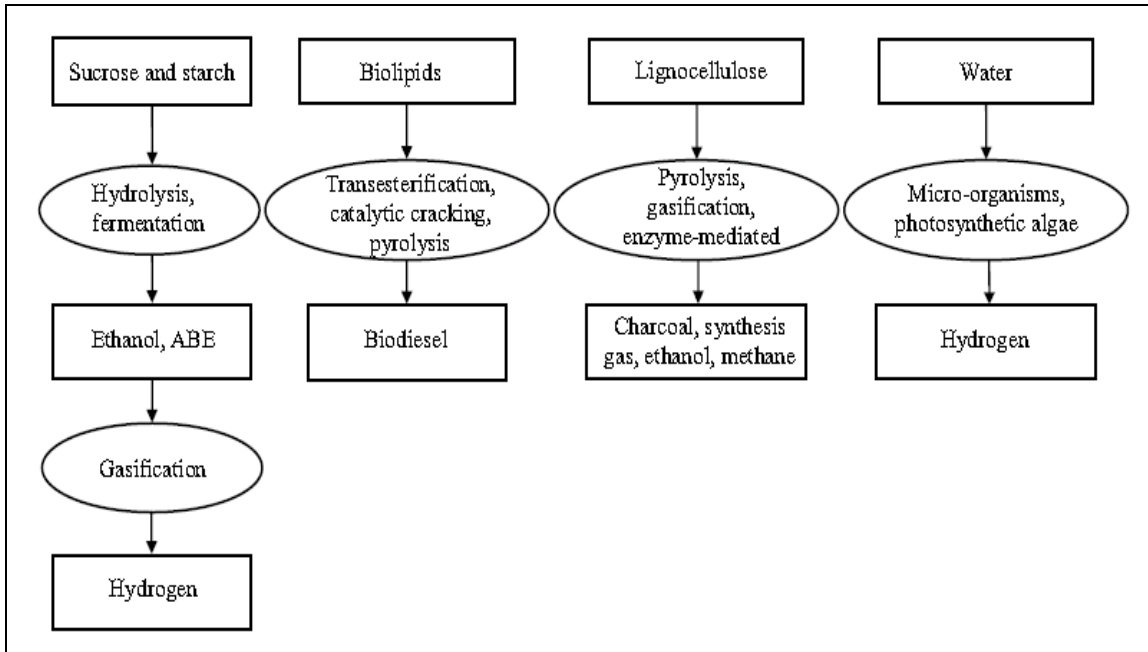 Sucrose and starch
Hydrolysis,
fermentation
Ethanol, ABE
Gasification
Hydrogen
Biolipids
Transesterification,
catalytic cracking,
pyrolysis
Biodiesel
Lignocellulose
Pyrolysis,
gasification,
enzyme-mediated
Charcoal, synthesis
gas, ethanol, methane
Water
Micro-organisms,
photosynthetic algae
Hydrogen